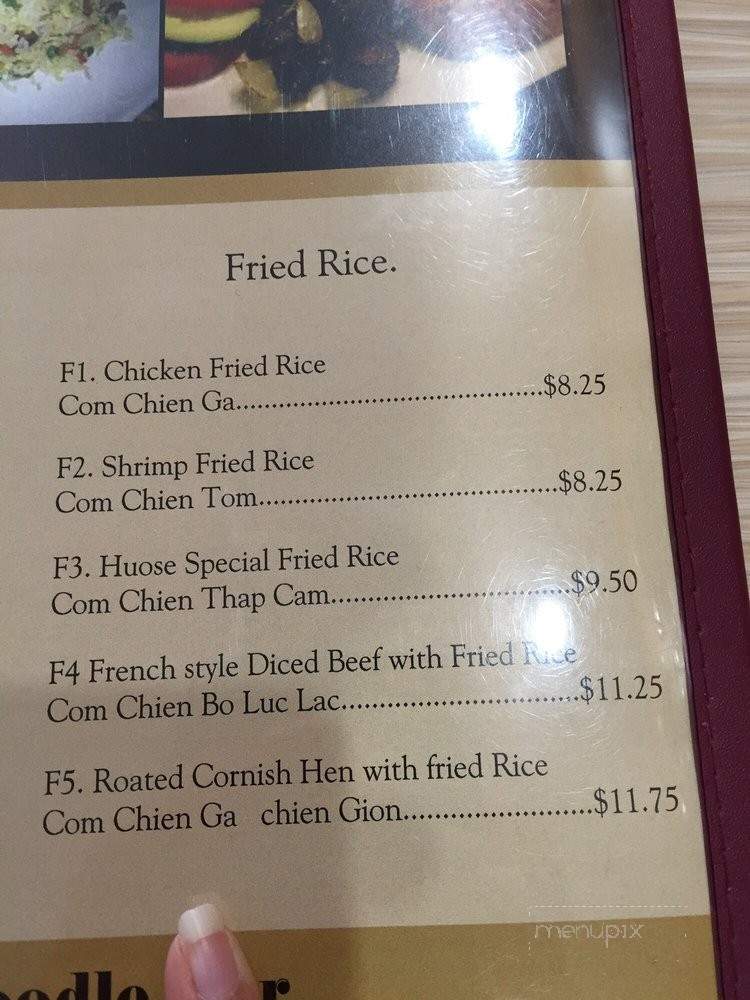 Fried Rice.
F1. Chicken Fried Rice
Com Chien Ga........................................$8.25
F2. Shrimp Fried Rice
Com Chien Tom.......................................$8.25
F3. Huose Special Fried Rice
Com Chien Thap Cam...............................$9.50
F4 French style Diced Beef with Fried Rice
Com Chien Bo Luc Lac..............................$11.25
F5. Roated Cornish Hen with fried Rice
Com Chien Ga chien Gion........................$11.75
menupix